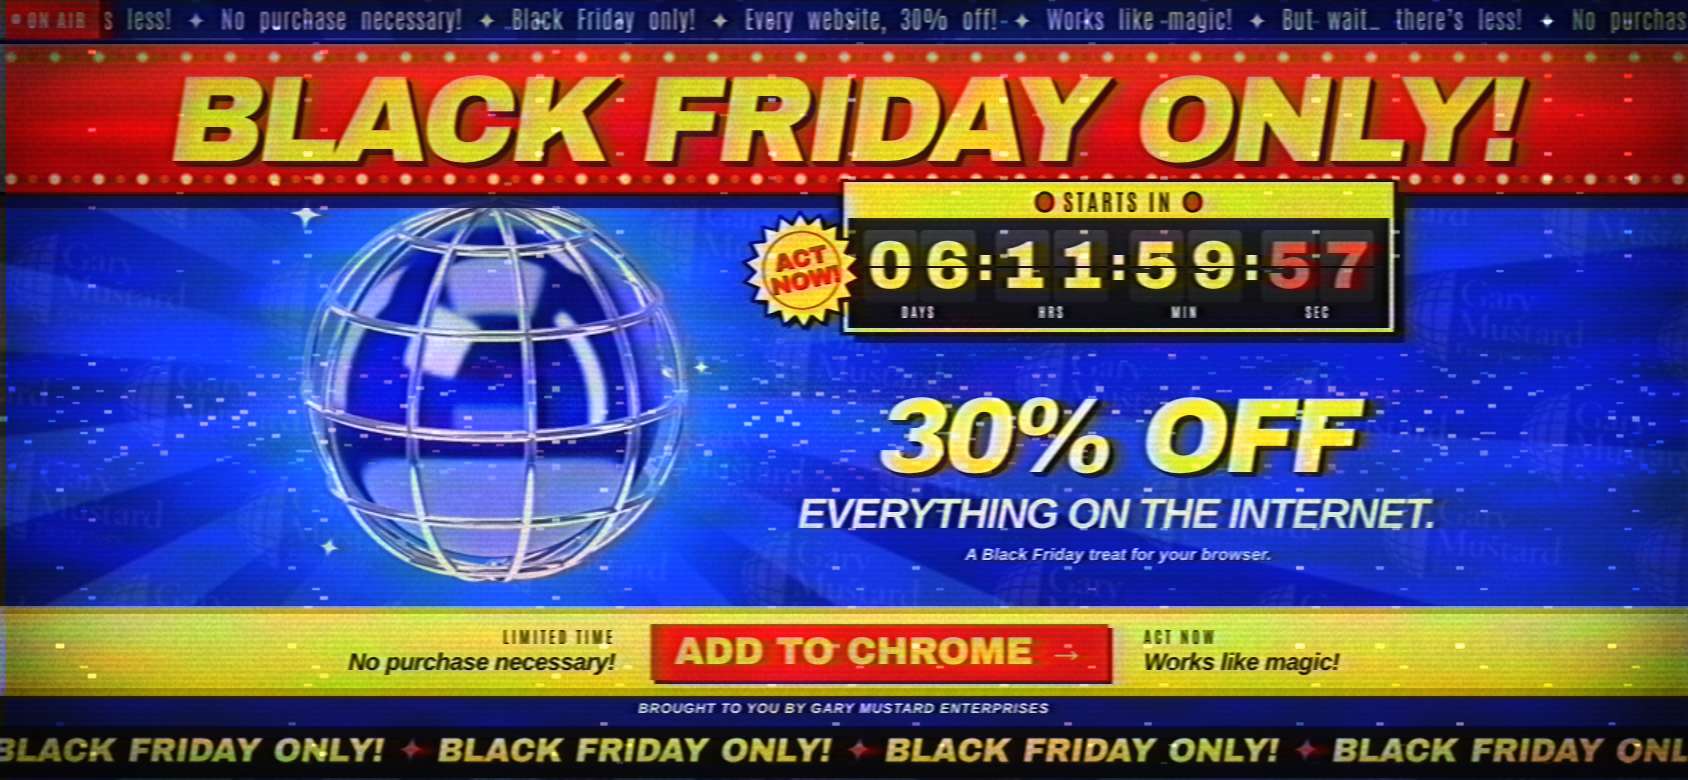 ON AIR s less! ✦ No purchase necessary! ✦ Black Friday only! ✦ Every website, 30% off! ✦ Works like magic! ✦ But wait… there's less! ✦ No purchas
BLACK FRIDAY ONLY!
STARTS IN
ACT
NOW!
06:11:59:57
DAYS HRS MIN SEC
30% OFF
EVERYTHING ON THE INTERNET.
A Black Friday treat for your browser.
LIMITED TIME
No purchase necessary!
ADD TO CHROME →
ACT NOW
Works like magic!
BROUGHT TO YOU BY GARY MUSTARD ENTERPRISES
BLACK FRIDAY ONLY! ✦ BLACK FRIDAY ONLY! ✦ BLACK FRIDAY ONLY! ✦ BLACK FRIDAY ONL
Gary
Mustard